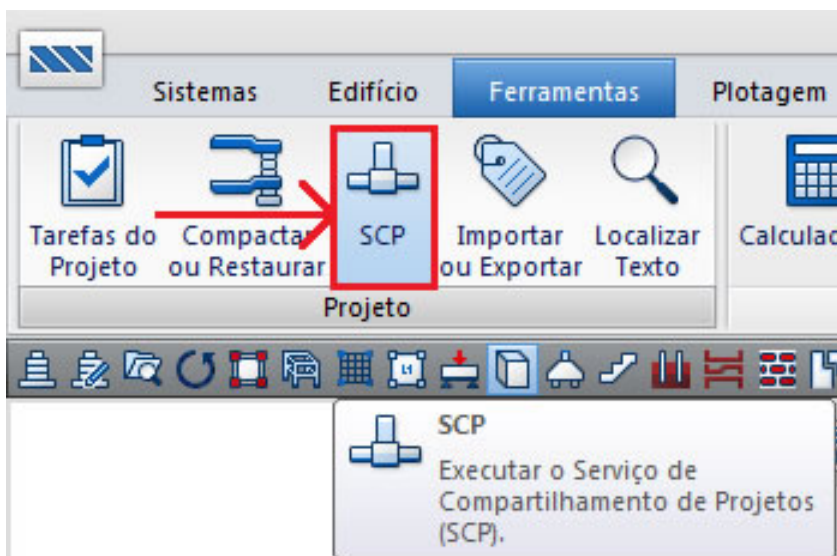 Sistemas Edifício Ferramentas Plotagem
Tarefas do Projeto
Compactar ou Restaurar
SCP
Importar ou Exportar
Localizar Texto
Projeto
L1
SCP
Executar o Serviço de
Compartilhamento de Projetos
(SCP).